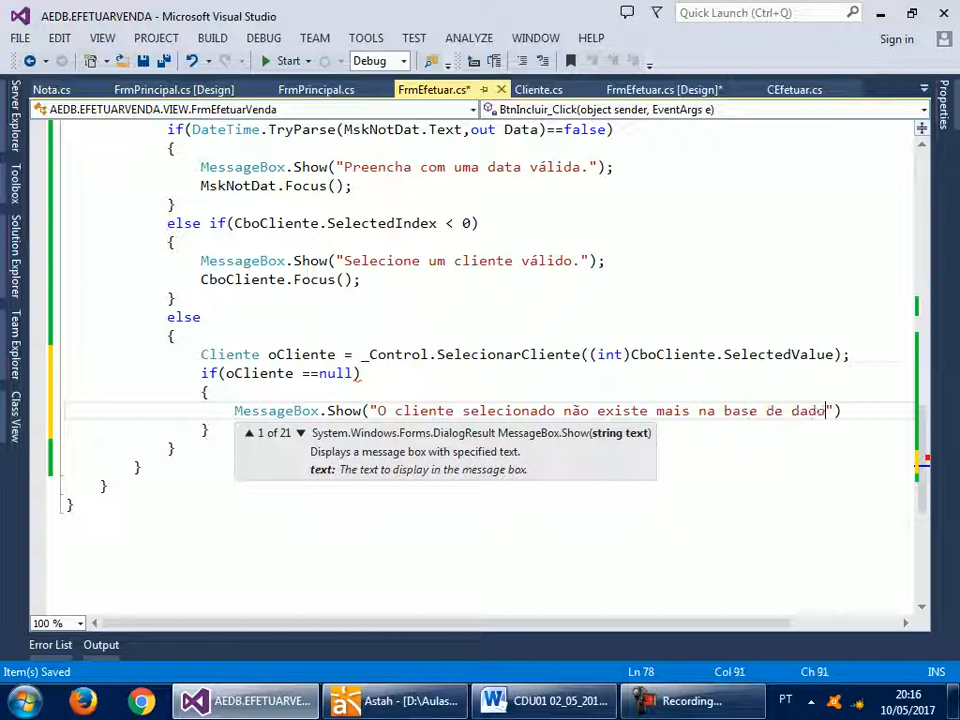 AEDB.EFETUARVENDA - Microsoft Visual Studio
Quick Launch (Ctrl+Q)
FILE EDIT VIEW PROJECT BUILD DEBUG TEAM TOOLS TEST ANALYZE WINDOW HELP
Sign in
Start Debug
Nota.cs FrmPrincipal.cs [Design] FrmPrincipal.cs FrmEfetuar.cs* Cliente.cs FrmEfetuar.cs [Design]* CEfetuar.cs
AEDB.EFETUARVENDA.VIEW.FrmEfetuarVenda BtnIncluir_Click(object sender, EventArgs e)
Server Explorer
Toolbox
Solution Explorer
Team Explorer
Class View
Properties
if(DateTime.TryParse(MskNotDat.Text,out Data)==false)
{
MessageBox.Show("Preencha com uma data válida.");
MskNotDat.Focus();
}
else if(CboCliente.SelectedIndex < 0)
{
MessageBox.Show("Selecione um cliente válido.");
CboCliente.Focus();
}
else
{
Cliente oCliente = _Control.SelecionarCliente((int)CboCliente.SelectedValue);
if(oCliente ==null)
{
MessageBox.Show("O cliente selecionado não existe mais na base de dado")
}
1 of 21 System.Windows.Forms.DialogResult MessageBox.Show(string text)
Displays a message box with specified text.
text: The text to display in the message box.
}
}
}
}
100 %
Error List Output
Item(s) Saved Ln 78 Col 91 Ch 91 INS
AEDB.EFETUARVE... Astah - [D:\Aulas... CDU01 02_05_201... Recording... PT 20:16
10/05/2017